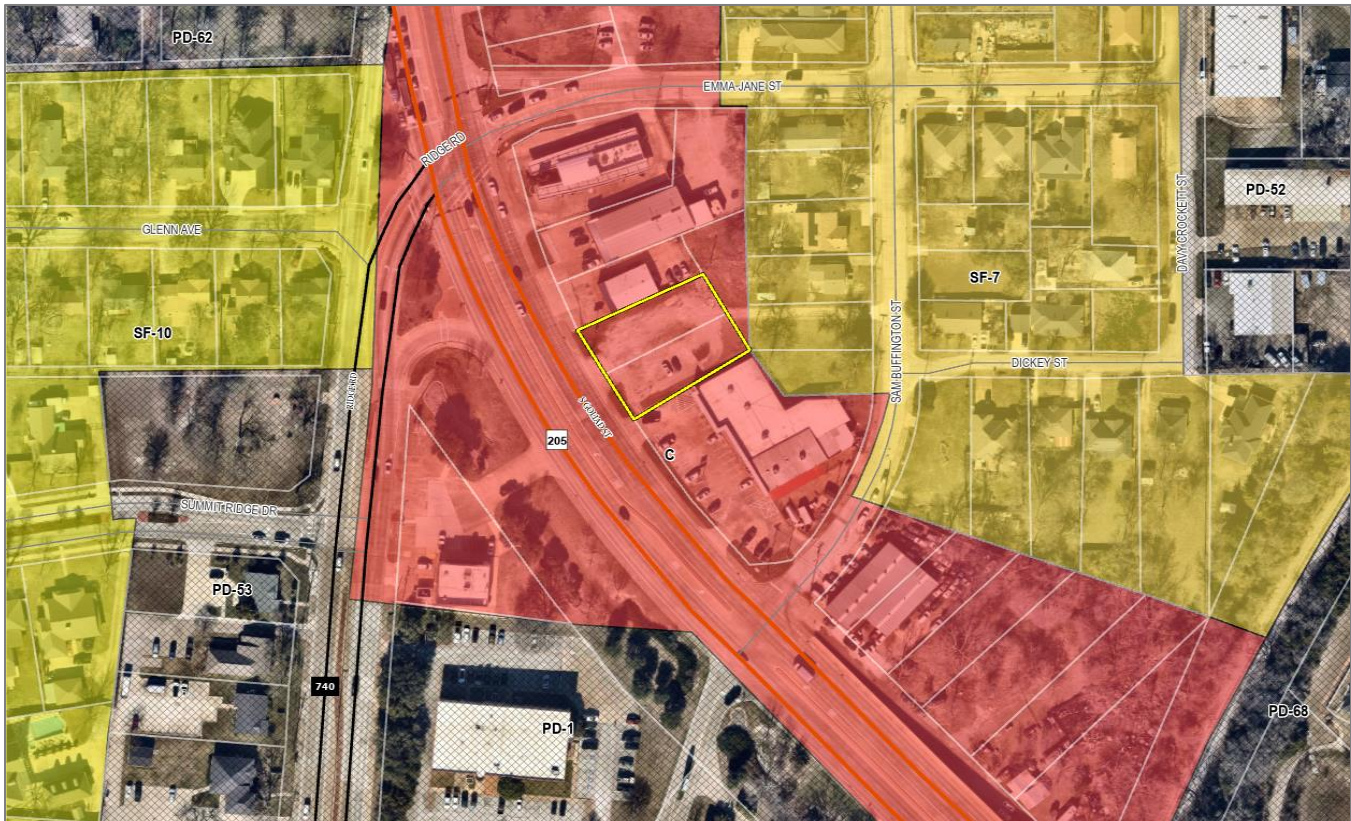 PD-62
EMMA JANE ST
RIDGE RD
PD-52
DAVY CROCKETT ST
GLENN AVE
SF-7
SAM BUFFINGTON ST
SF-10
DICKEY ST
RIDGE RD
S GOLIAD ST
205
C
SUMMIT RIDGE DR
PD-53
740
PD-68
PD-1